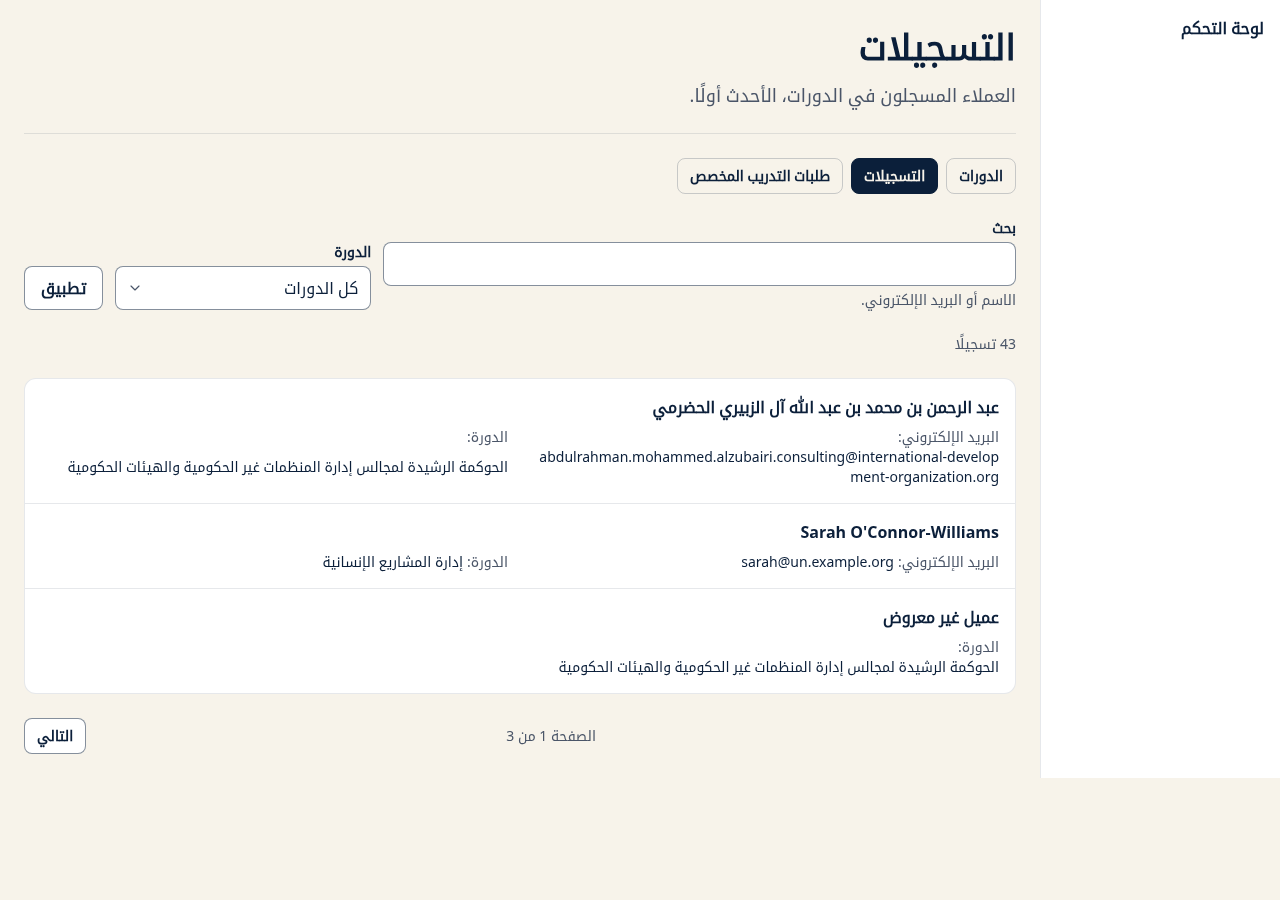 لوحة التحكم
التسجيلات
العملاء المسجلون في الدورات، الأحدث أولًا.
الدورات
التسجيلات
طلبات التدريب المخصص
بحث
الاسم أو البريد الإلكتروني.
الدورة
كل الدورات
تطبيق
43 تسجيلًا
عبد الرحمن بن محمد بن عبد الله آل الزبيري الحضرمي
البريد الإلكتروني:
abdulrahman.mohammed.alzubairi.consulting@international-develop
ment-organization.org
الدورة:
الحوكمة الرشيدة لمجالس إدارة المنظمات غير الحكومية والهيئات الحكومية
Sarah O'Connor-Williams
البريد الإلكتروني: sarah@un.example.org
الدورة: إدارة المشاريع الإنسانية
عميل غير معروض
الدورة:
الحوكمة الرشيدة لمجالس إدارة المنظمات غير الحكومية والهيئات الحكومية
الصفحة 1 من 3
التالي